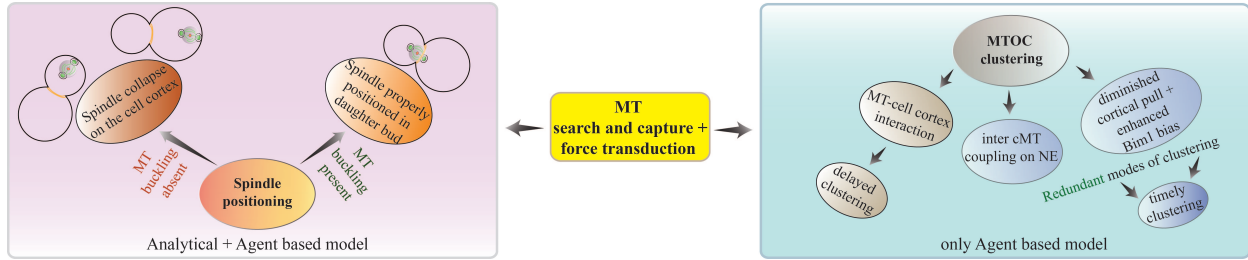 Spindle collapse
on the cell cortex
Spindle properly
positioned in
daughter bud
MT
buckling
absent
MT
buckling
present
Spindle
positioning
Analytical + Agent based model
MT
search and capture +
force transduction
MTOC
clustering
MT-cell cortex
interaction
delayed
clustering
inter cMT
coupling on NE
diminished
cortical pull +
enhanced
Bim1 bias
Redundant modes of clustering
timely
clustering
only Agent based model